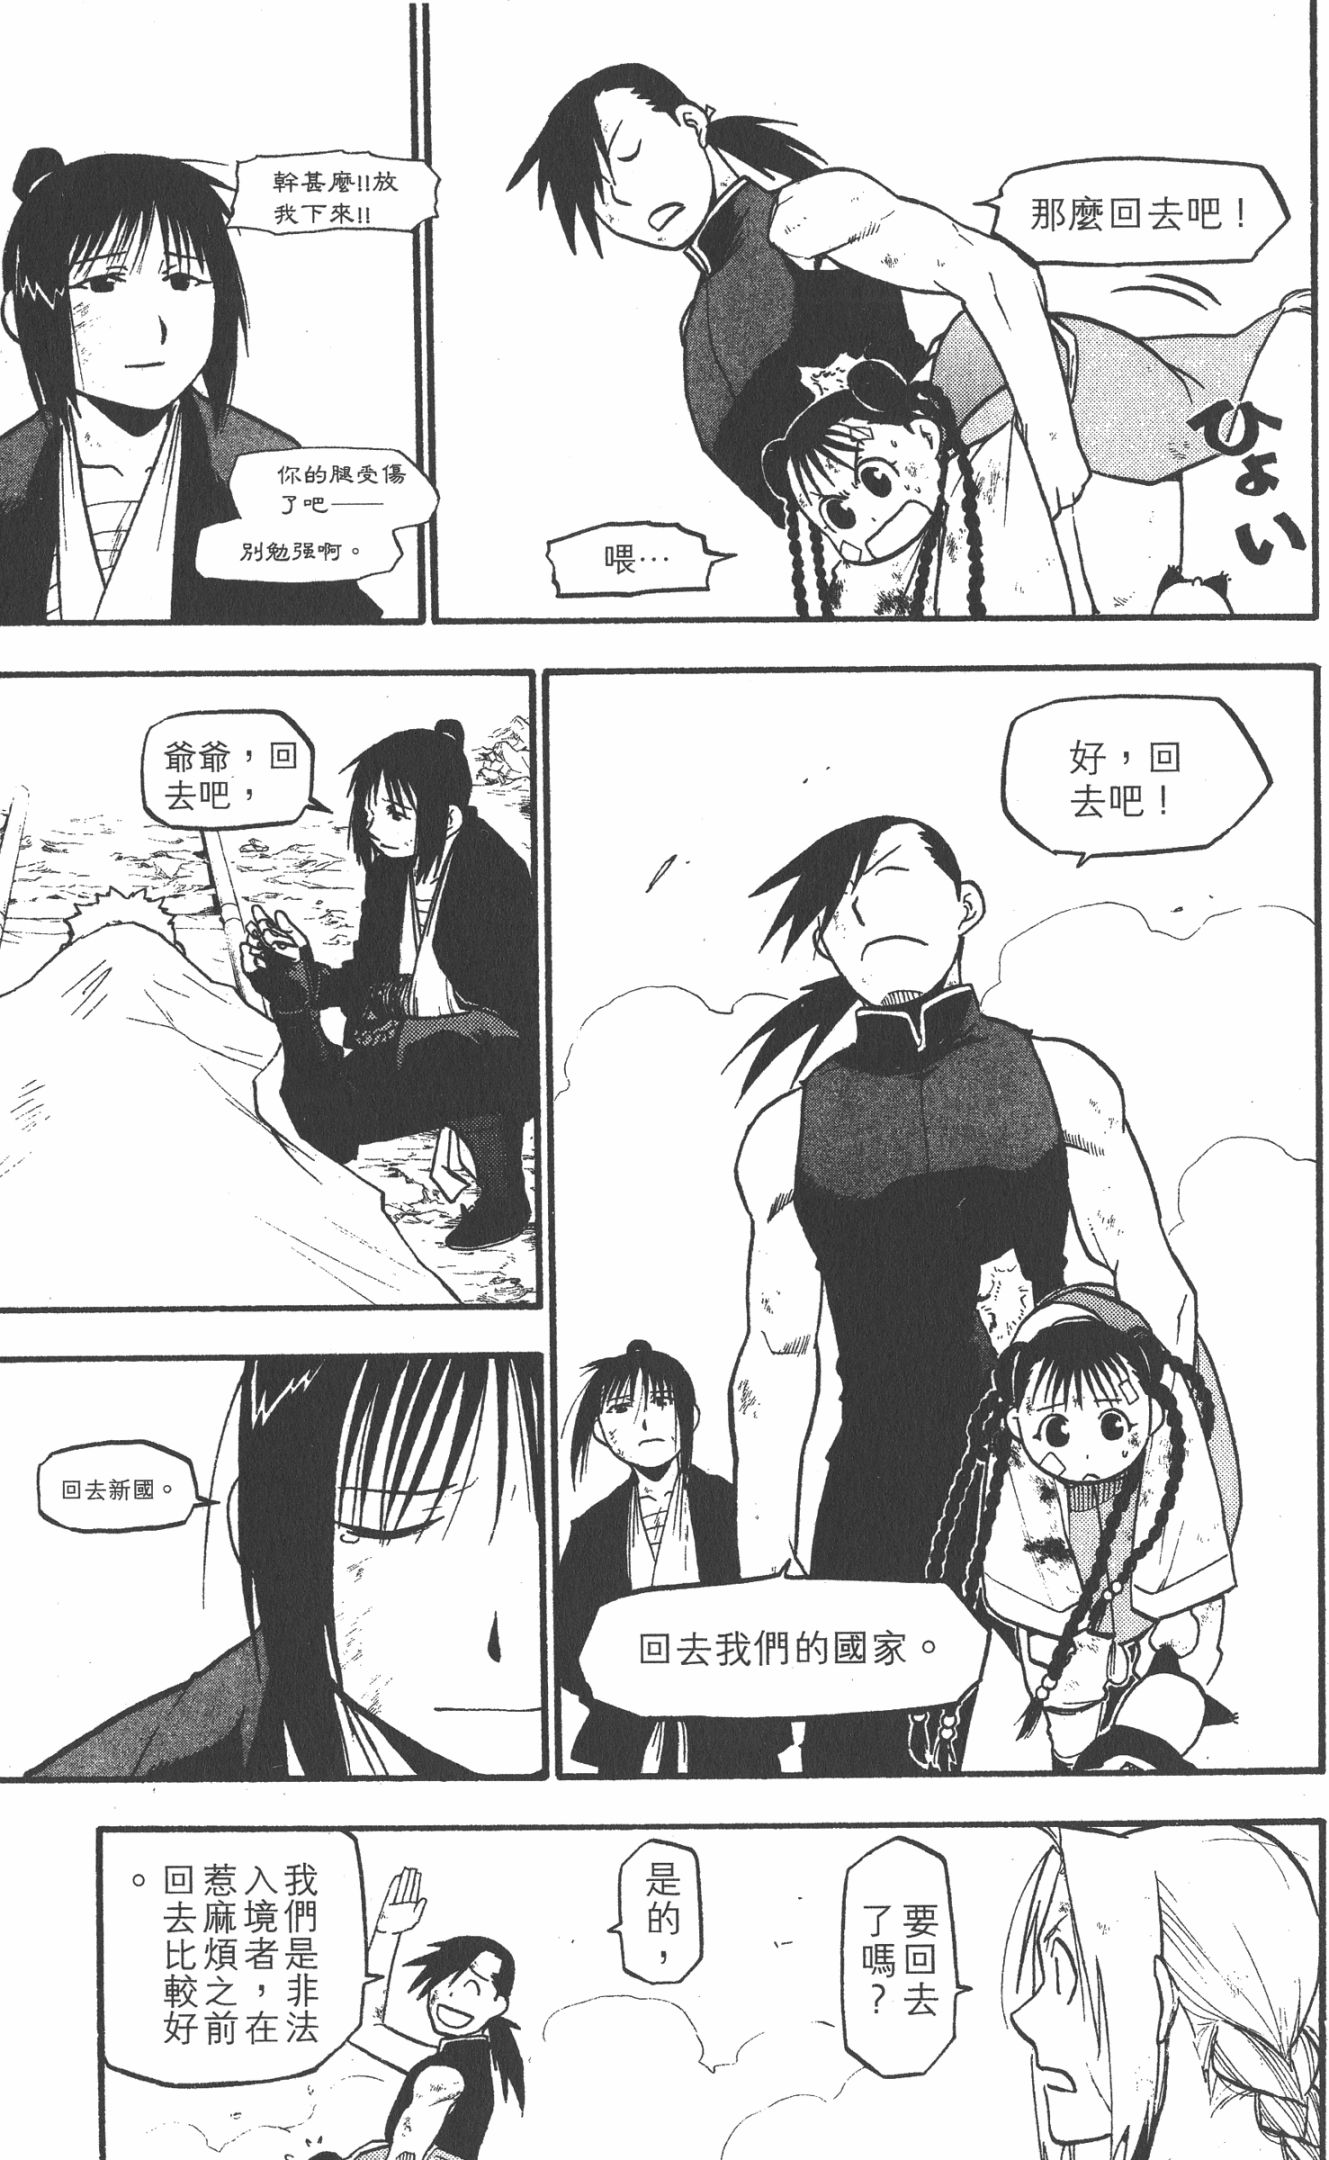 那麼回去吧！
ひょい
喂…
幹甚麼!!放
我下來!!
你的腿受傷
了吧——
別勉强啊。
好，回
去吧！
回去我們的國家。
爺爺，回
去吧，
回去新國。
要回去
了嗎？
是的，
我們是非法
入境者，在
惹麻煩之前
回去比較好
。